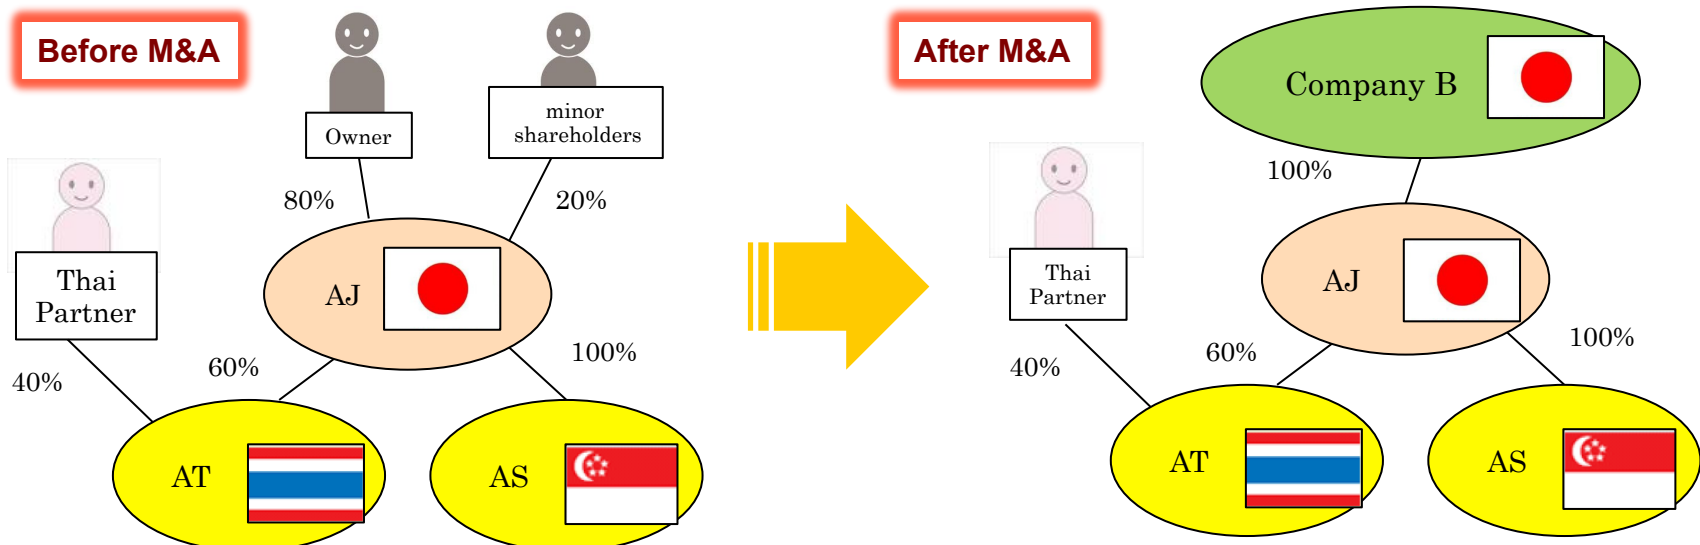 Before M&A
Owner
minor
shareholders
80%
20%
Thai
Partner
AJ
40%
60%
100%
AT
AS
After M&A
Company B
100%
Thai
Partner
AJ
40%
60%
100%
AT
AS